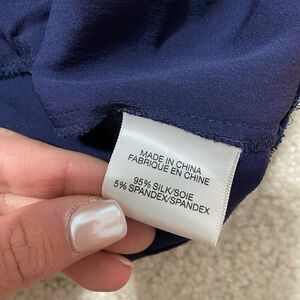 MADE IN CHINA
FABRIQUE EN CHINE
95% SILK/SOIE
5% SPANDEX/SPANDEX